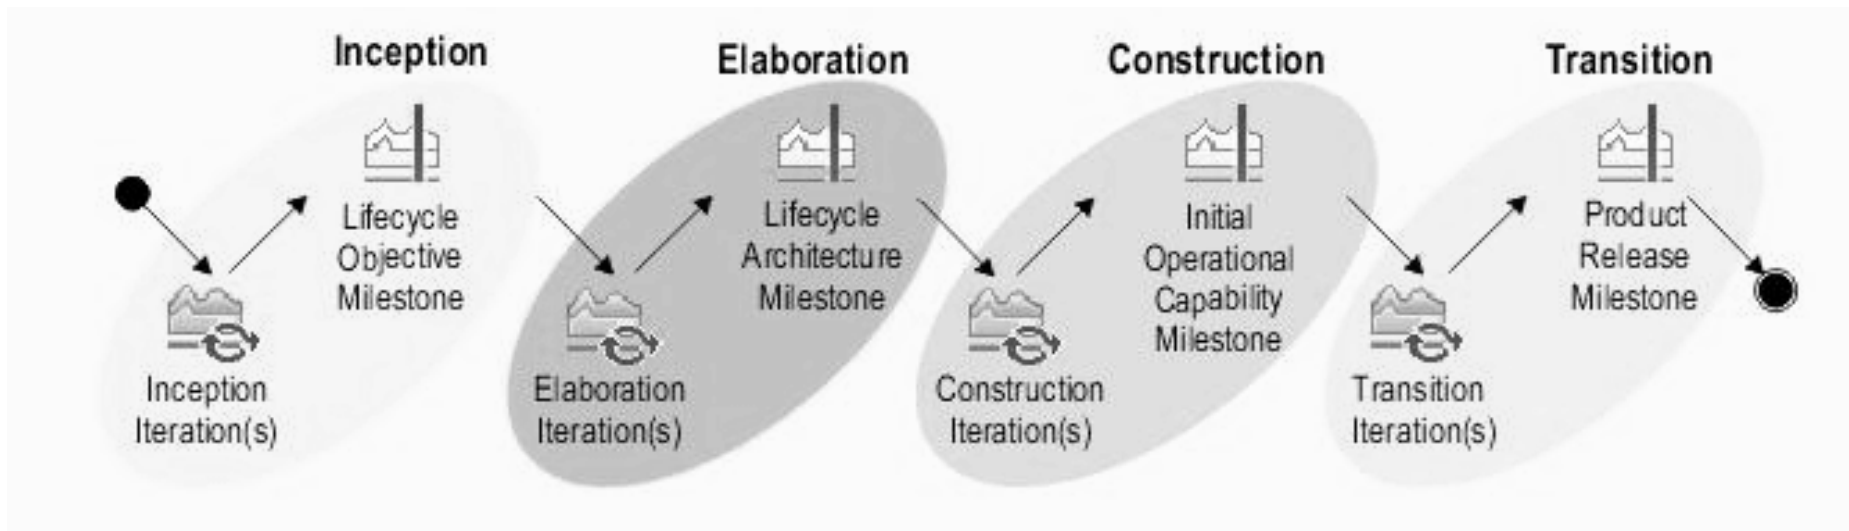 Inception
Lifecycle
Objective
Milestone
Inception
Iteration(s)
Elaboration
Lifecycle
Architecture
Milestone
Elaboration
Iteration(s)
Construction
Initial
Operational
Capability
Milestone
Construction
Iteration(s)
Transition
Product
Release
Milestone
Transition
Iteration(s)